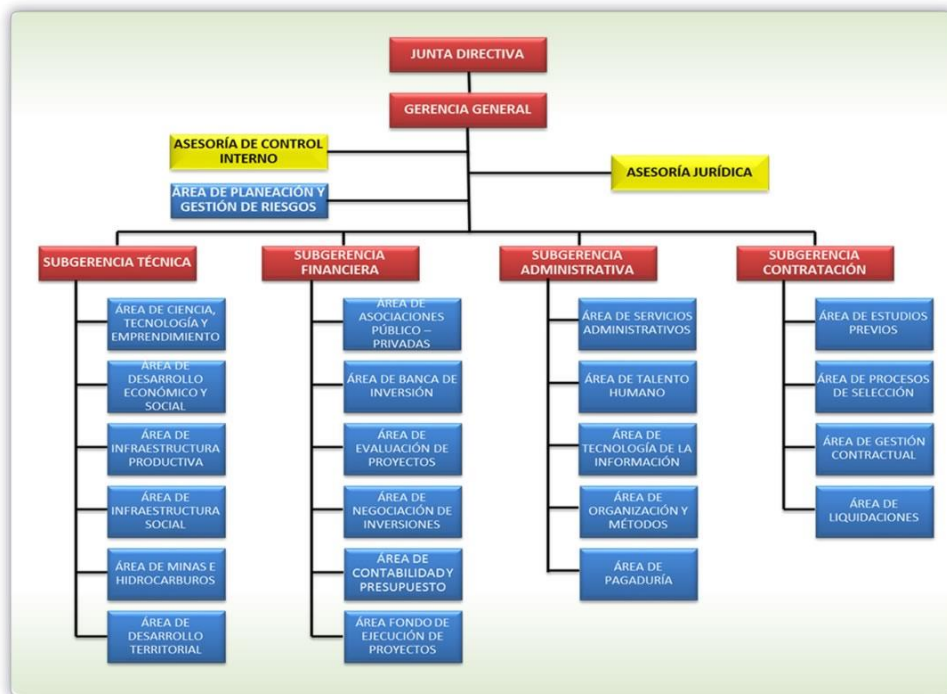 JUNTA DIRECTIVA
GERENCIA GENERAL
ASESORÍA DE CONTROL
INTERNO
ASESORÍA JURÍDICA
ÁREA DE PLANEACIÓN Y
GESTIÓN DE RIESGOS
SUBGERENCIA TÉCNICA
ÁREA DE CIENCIA,
TECNOLOGÍA Y
EMPRENDIMIENTO
ÁREA DE
DESARROLLO
ECONÓMICO Y
SOCIAL
ÁREA DE
INFRAESTRUCTURA
PRODUCTIVA
ÁREA DE
INFRAESTRUCTURA
SOCIAL
ÁREA DE MINAS E
HIDROCARBUROS
ÁREA DE
DESARROLLO
TERRITORIAL
SUBGERENCIA
FINANCIERA
ÁREA DE
ASOCIACIONES
PÚBLICO –
PRIVADAS
ÁREA DE BANCA DE
INVERSIÓN
ÁREA DE
EVALUACIÓN DE
PROYECTOS
ÁREA DE
NEGOCIACIÓN DE
INVERSIONES
ÁREA DE
CONTABILIDAD Y
PRESUPUESTO
ÁREA FONDO DE
EJECUCIÓN DE
PROYECTOS
SUBGERENCIA
ADMINISTRATIVA
ÁREA DE SERVICIOS
ADMINISTRATIVOS
ÁREA DE TALENTO
HUMANO
ÁREA DE
TECNOLOGÍA DE LA
INFORMACIÓN
ÁREA DE
ORGANIZACIÓN Y
MÉTODOS
ÁREA DE
PAGADURÍA
SUBGERENCIA
CONTRATACIÓN
ÁREA DE ESTUDIOS
PREVIOS
ÁREA DE PROCESOS
DE SELECCIÓN
ÁREA DE GESTIÓN
CONTRACTUAL
ÁREA DE
LIQUIDACIONES